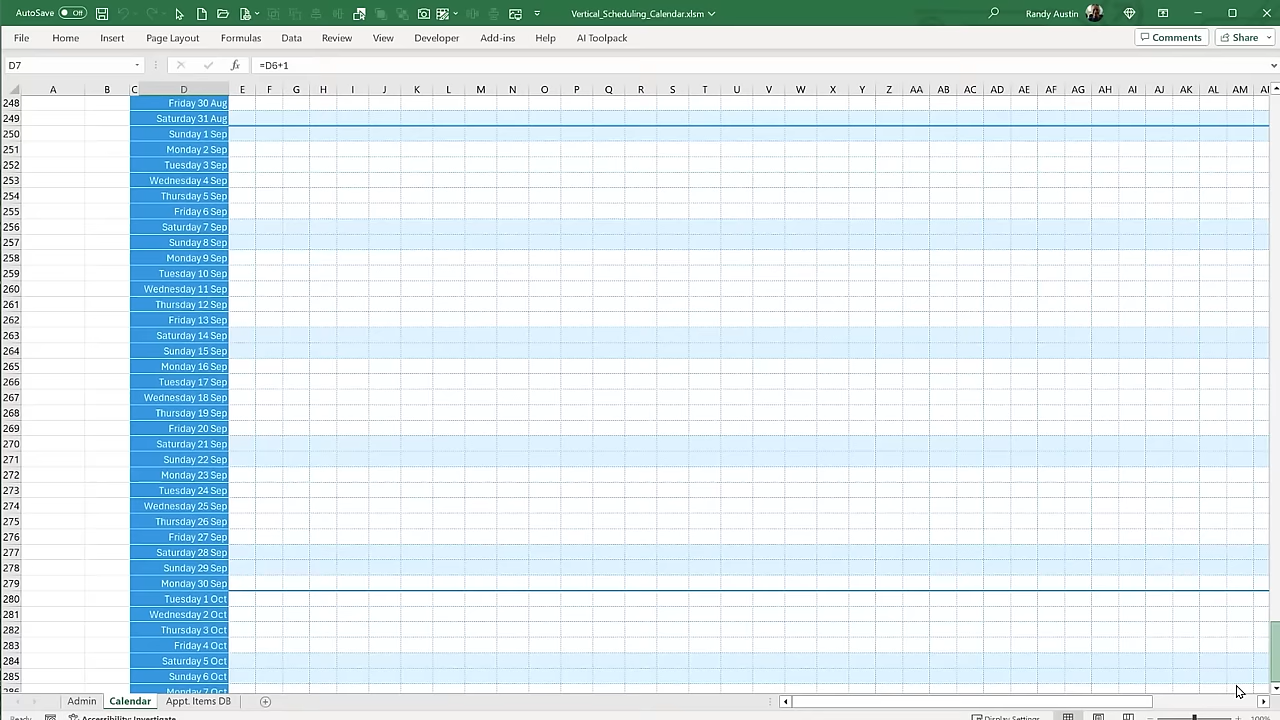 AutoSave Off Vertical_Scheduling_Calendar.xlsm Randy Austin
File Home Insert Page Layout Formulas Data Review View Developer Add-ins Help AI Toolpack Comments Share
D7 fx =D6+1
A B C D E F G H I J K L M N O P Q R S T U V W X Y Z AA AB AC AD AE AF AG AH AI AJ AK AL AM
248 Friday 30 Aug
249 Saturday 31 Aug
250 Sunday 1 Sep
251 Monday 2 Sep
252 Tuesday 3 Sep
253 Wednesday 4 Sep
254 Thursday 5 Sep
255 Friday 6 Sep
256 Saturday 7 Sep
257 Sunday 8 Sep
258 Monday 9 Sep
259 Tuesday 10 Sep
260 Wednesday 11 Sep
261 Thursday 12 Sep
262 Friday 13 Sep
263 Saturday 14 Sep
264 Sunday 15 Sep
265 Monday 16 Sep
266 Tuesday 17 Sep
267 Wednesday 18 Sep
268 Thursday 19 Sep
269 Friday 20 Sep
270 Saturday 21 Sep
271 Sunday 22 Sep
272 Monday 23 Sep
273 Tuesday 24 Sep
274 Wednesday 25 Sep
275 Thursday 26 Sep
276 Friday 27 Sep
277 Saturday 28 Sep
278 Sunday 29 Sep
279 Monday 30 Sep
280 Tuesday 1 Oct
281 Wednesday 2 Oct
282 Thursday 3 Oct
283 Friday 4 Oct
284 Saturday 5 Oct
285 Sunday 6 Oct
286 Monday 7 Oct
Admin Calendar Appt. Items DB
Ready Accessibility: Investigate Display Settings 100%